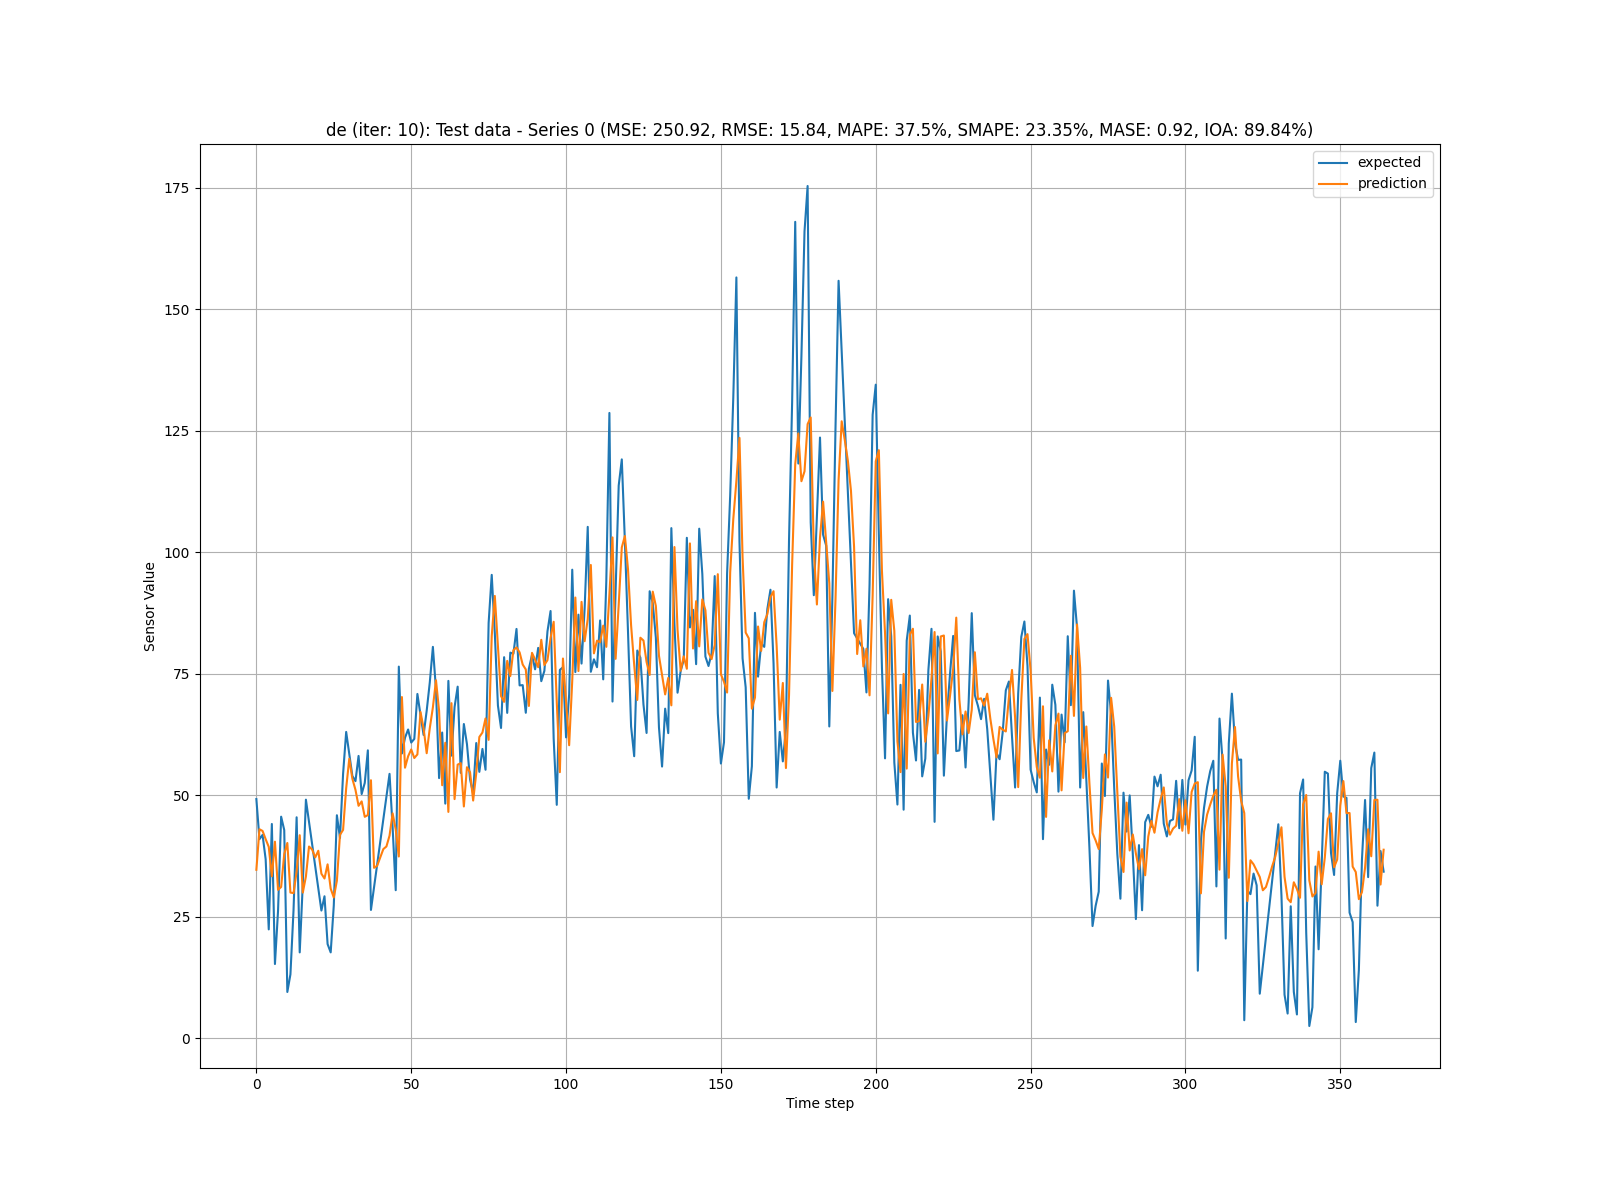 de (iter: 10): Test data - Series 0 (MSE: 250.92, RMSE: 15.84, MAPE: 37.5%, SMAPE: 23.35%, MASE: 0.92, IOA: 89.84%)
expected
prediction
175
150
125
100
75
50
25
0
Sensor Value
0 50 100 150 200 250 300 350
Time step